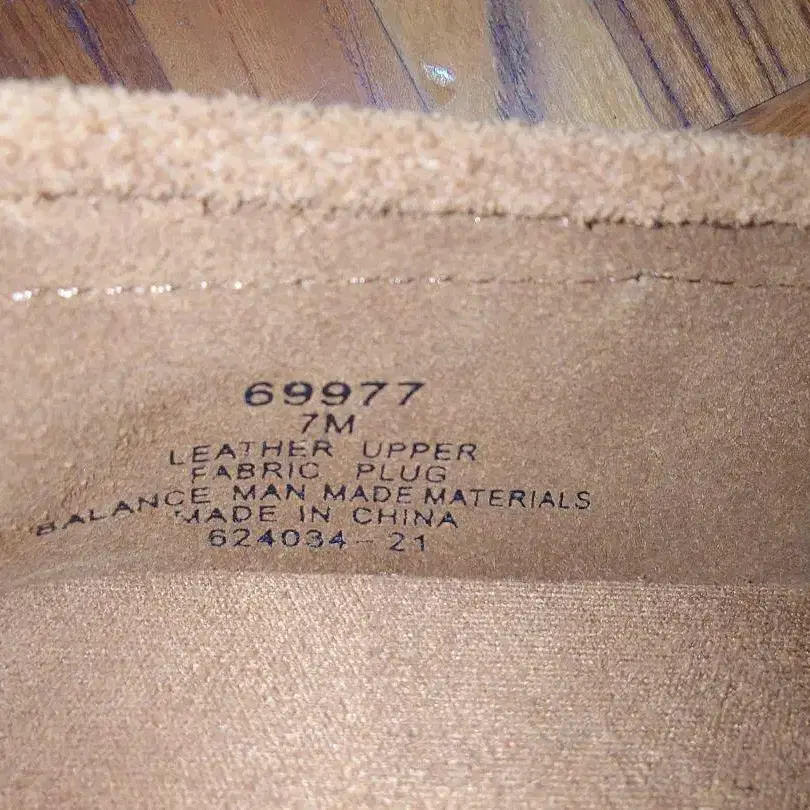 69977
7M
LEATHER UPPER
FABRIC PLUG
BALANCE MAN MADE MATERIALS
MADE IN CHINA
624034-21